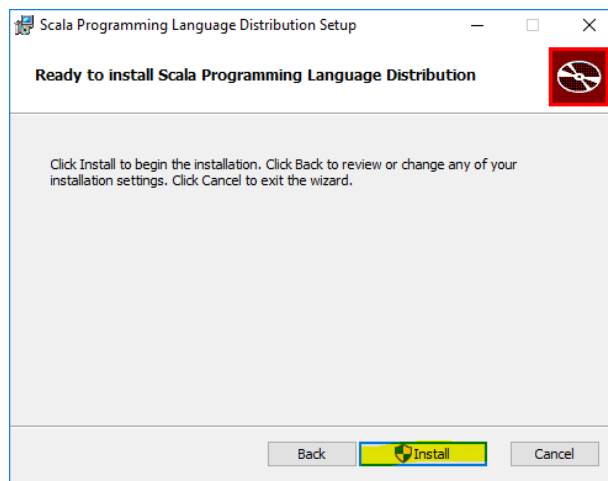 Scala Programming Language Distribution Setup
Ready to install Scala Programming Language Distribution
Click Install to begin the installation. Click Back to review or change any of your
installation settings. Click Cancel to exit the wizard.
Back Install Cancel